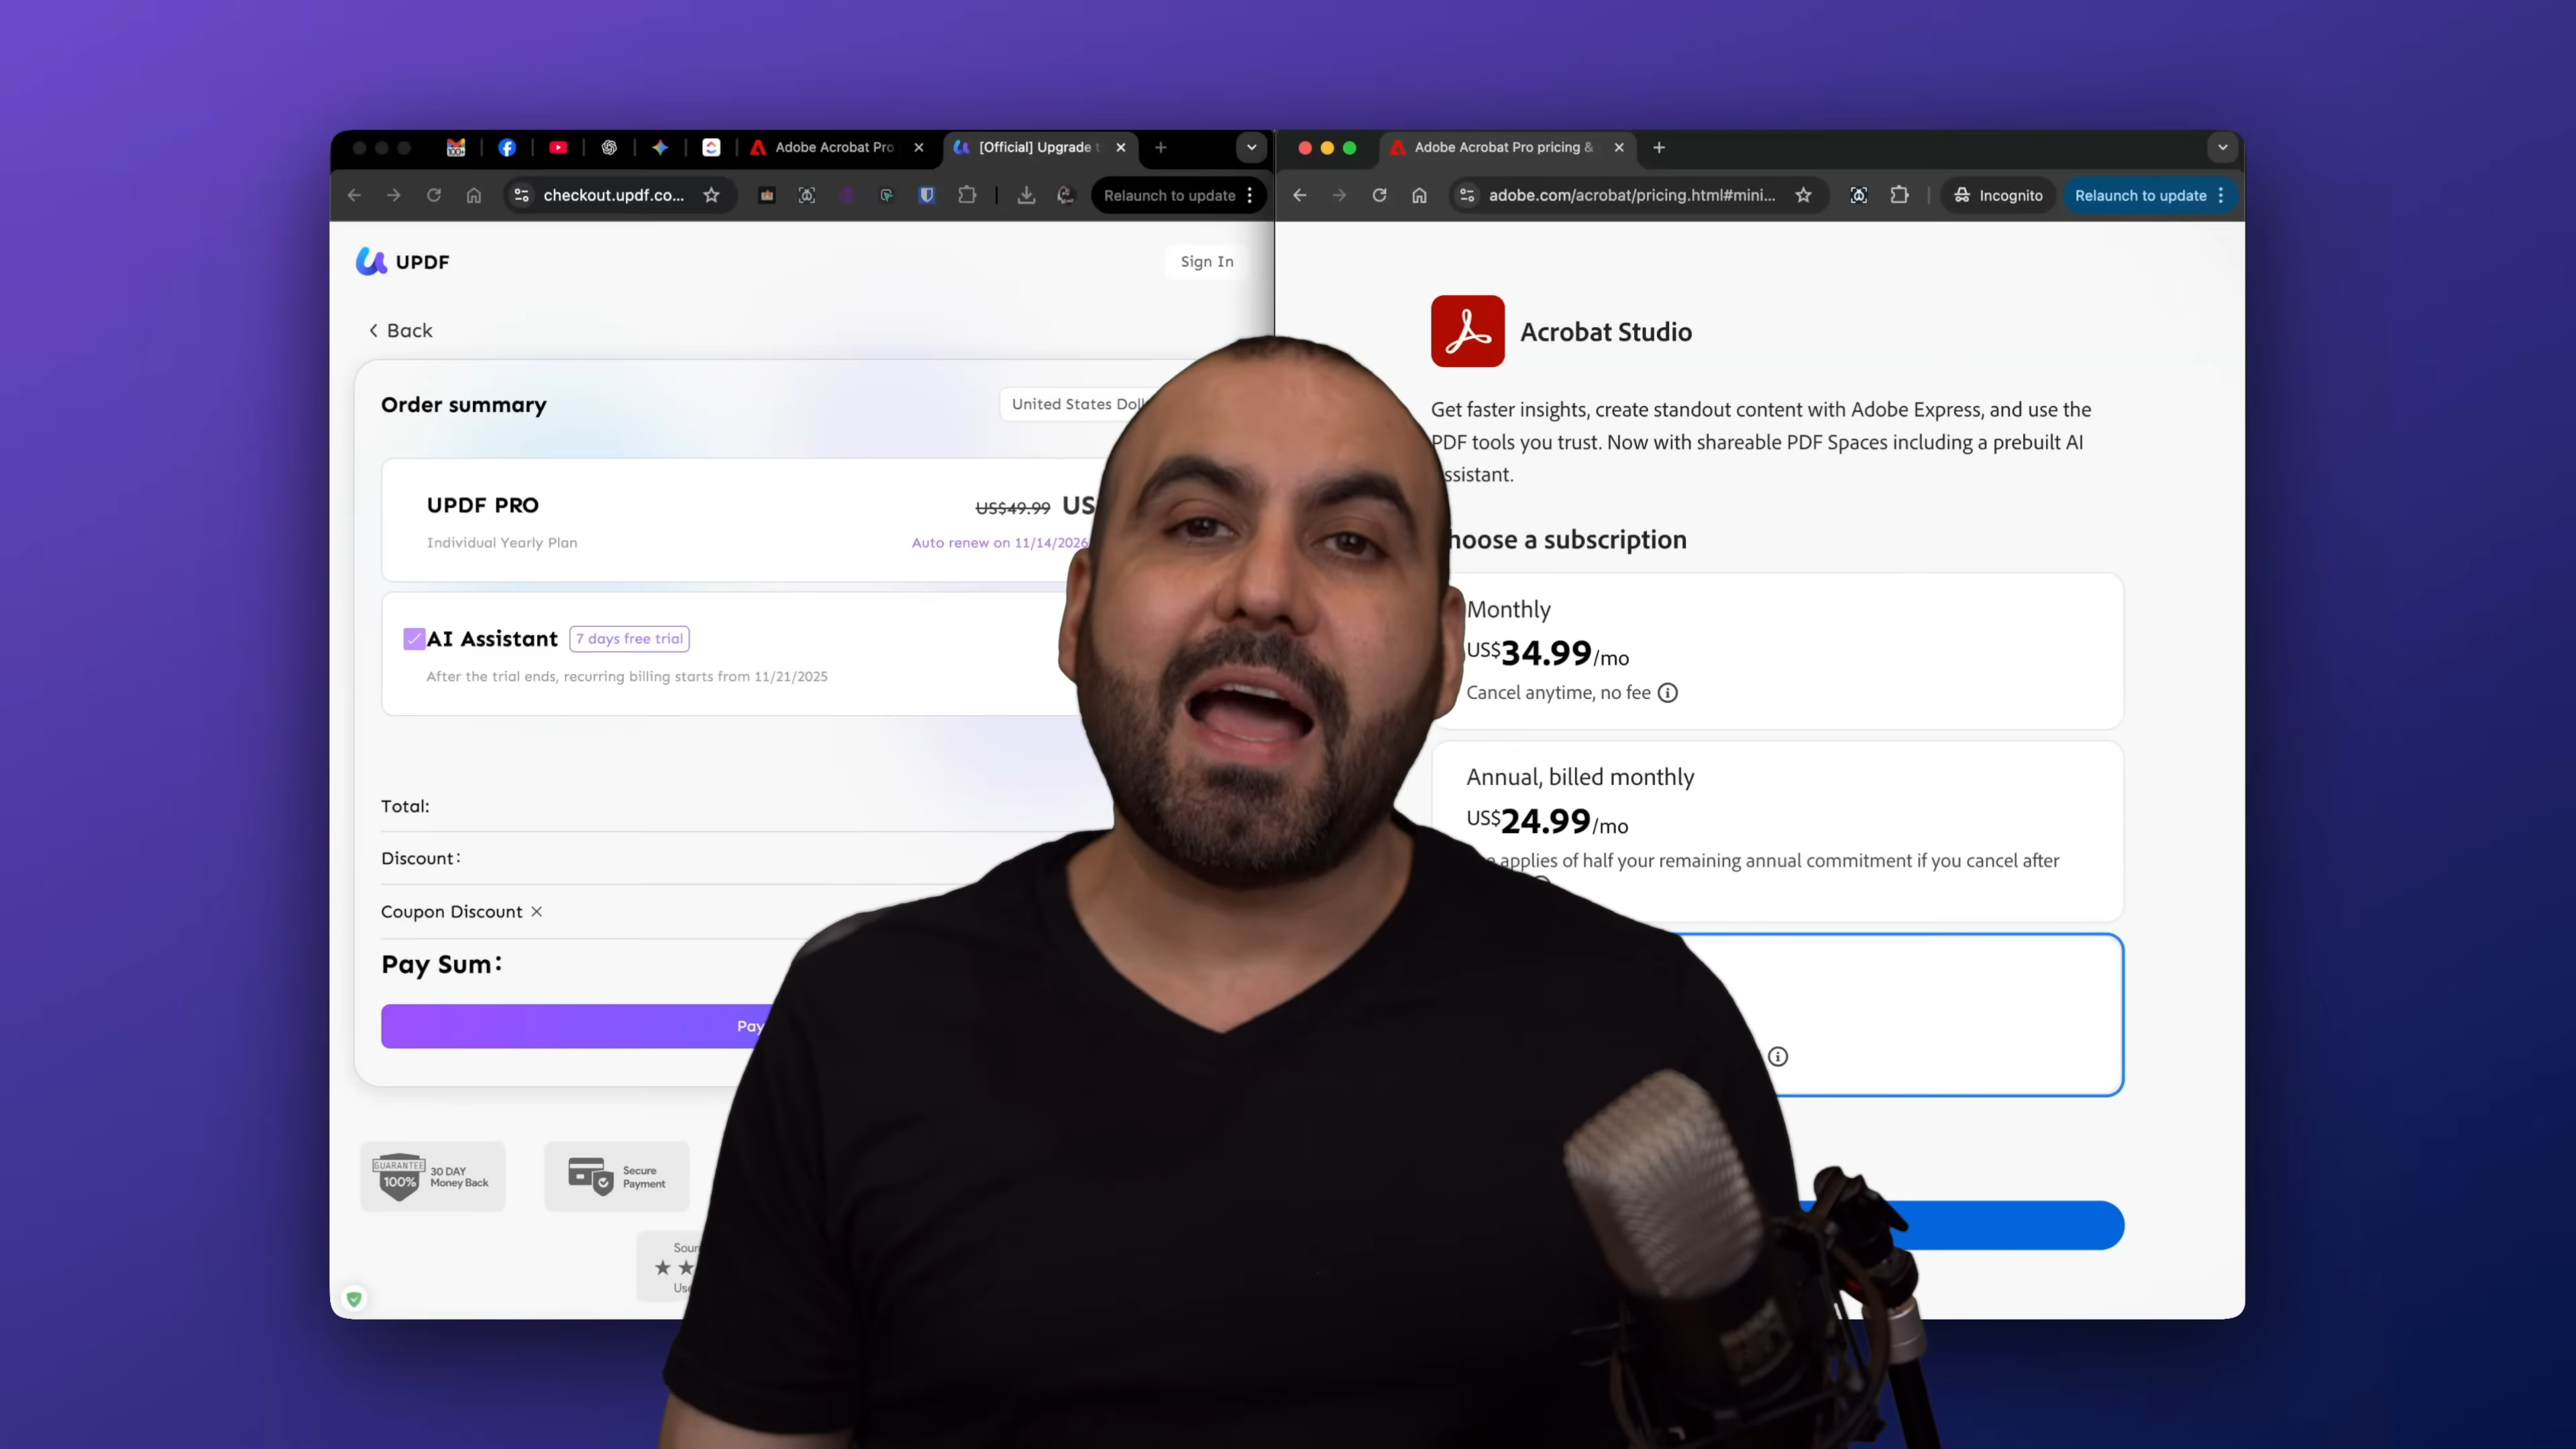 Adobe Acrobat Pro
[Official] Upgrade t
checkout.updf.co...
Relaunch to update
UPDF
Sign In
Back
Order summary
United States Doll
UPDF PRO
US$49.99 US
Individual Yearly Plan
Auto renew on 11/14/2026
AI Assistant
7 days free trial
After the trial ends, recurring billing starts from 11/21/2025
Total:
Discount:
Coupon Discount
Pay Sum:
Pay
GUARANTEE
100%
30 DAY
Money Back
Secure
Payment
Adobe Acrobat Pro pricing &
adobe.com/acrobat/pricing.html#mini...
Incognito
Relaunch to update
Acrobat Studio
Get faster insights, create standout content with Adobe Express, and use the
PDF tools you trust. Now with shareable PDF Spaces including a prebuilt AI
ssistant.
hoose a subscription
Monthly
US$34.99/mo
Cancel anytime, no fee
Annual, billed monthly
US$24.99/mo
applies of half your remaining annual commitment if you cancel after